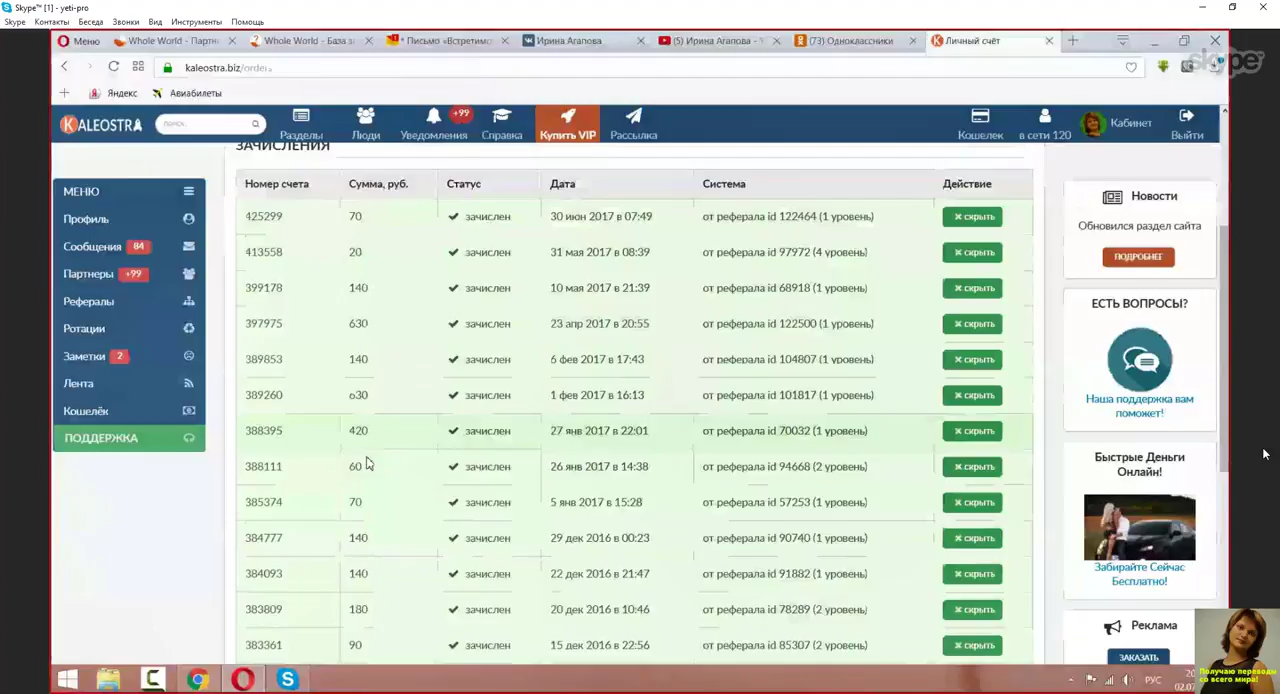 Skype™ [1] - yeti-pro
Skype Контакты Беседа Звонки Вид Инструменты Помощь
Меню Whole World - Партн Whole World - База за Письмо «Встретимс Ирина Агапова (5) Ирина Агапова - (73) Одноклассники Личный счёт
kaleostra.biz/order
skype
Яндекс Авиабилеты
KALEOSTRA поиск.. Разделы Люди +99 Уведомления Справка Купить VIP Рассылка Кошелек в сети 120 Кабинет Выйти
ЗАЧИСЛЕНИЯ
МЕНЮ
Профиль
Сообщения 84
Партнеры +99
Рефералы
Ротации
Заметки 2
Лента
Кошелёк
ПОДДЕРЖКА
Номер счета Сумма, руб. Статус Дата Система Действие
425299 70 зачислен 30 июн 2017 в 07:49 от реферала id 122464 (1 уровень) скрыть
413558 20 зачислен 31 мая 2017 в 08:39 от реферала id 97972 (4 уровень) скрыть
399178 140 зачислен 10 мая 2017 в 21:39 от реферала id 68918 (1 уровень) скрыть
397975 630 зачислен 23 апр 2017 в 20:55 от реферала id 122500 (1 уровень) скрыть
389853 140 зачислен 6 фев 2017 в 17:43 от реферала id 104807 (1 уровень) скрыть
389260 630 зачислен 1 фев 2017 в 16:13 от реферала id 101817 (1 уровень) скрыть
388395 420 зачислен 27 янв 2017 в 22:01 от реферала id 70032 (1 уровень) скрыть
388111 60 зачислен 26 янв 2017 в 14:38 от реферала id 94668 (2 уровень) скрыть
385374 70 зачислен 5 янв 2017 в 15:28 от реферала id 57253 (1 уровень) скрыть
384777 140 зачислен 29 дек 2016 в 00:23 от реферала id 90740 (1 уровень) скрыть
384093 140 зачислен 22 дек 2016 в 21:47 от реферала id 91882 (1 уровень) скрыть
383809 180 зачислен 20 дек 2016 в 10:46 от реферала id 78289 (2 уровень) скрыть
383361 90 зачислен 15 дек 2016 в 22:56 от реферала id 85307 (2 уровень) скрыть
Новости
Обновился раздел сайта
ПОДРОБНЕЕ
ЕСТЬ ВОПРОСЫ?
Наша поддержка вам
поможет!
Быстрые Деньги
Онлайн!
Забирайте Сейчас
Бесплатно!
Реклама
ЗАКАЗАТЬ
Получаю переводы
со всего мира!
РУС